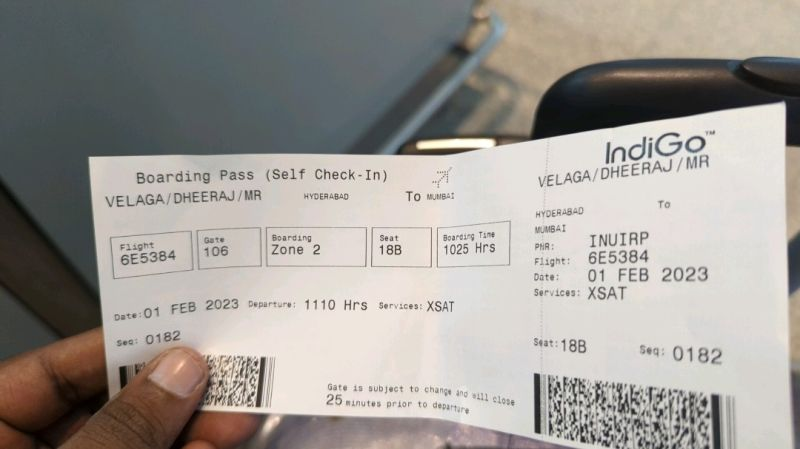 Boarding Pass (Self Check-In)
VELAGA/DHEERAJ/MR HYDERABAD To MUMBAI
Flight
6E5384
Gate
106
Boarding
Zone 2
Seat
18B
Boarding Time
1025 Hrs
Date: 01 FEB 2023 Departure: 1110 Hrs Services: XSAT
Seq: 0182
Gate is subject to change and will close
25 minutes prior to departure
IndiGo™
VELAGA/DHEERAJ/MR
HYDERABAD To
MUMBAI
PNR: INUIRP
Flight: 6E5384
Date: 01 FEB 2023
Services: XSAT
Seat: 18B Seq: 0182